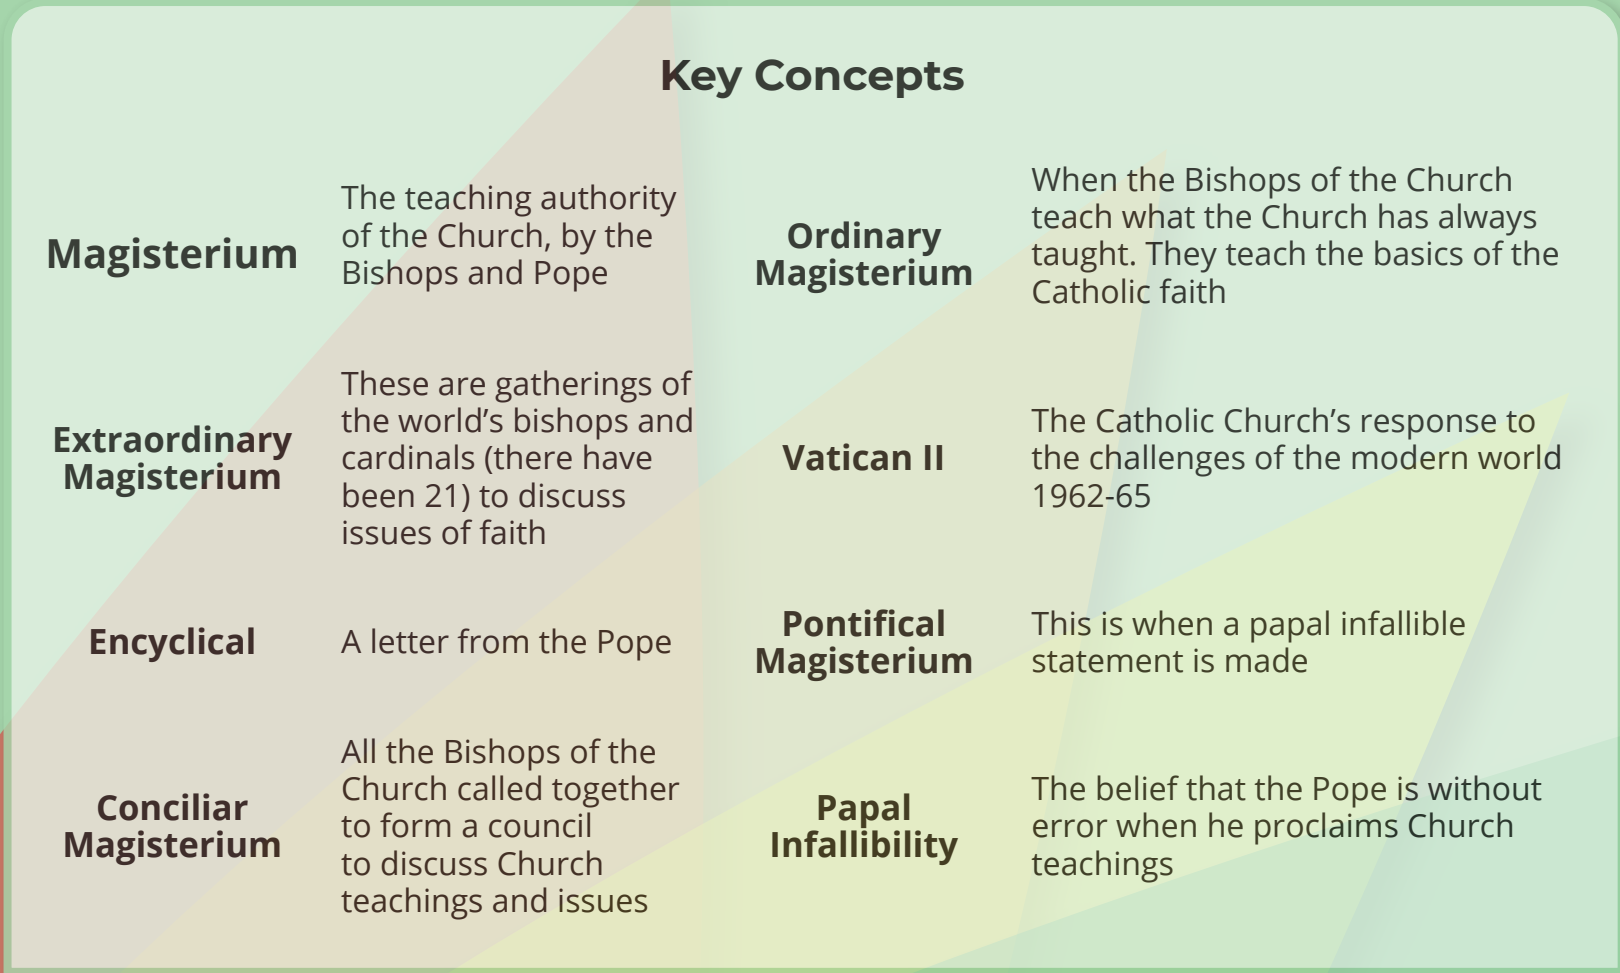 Key Concepts
Magisterium
The teaching authority
of the Church, by the
Bishops and Pope
Ordinary
Magisterium
When the Bishops of the Church
teach what the Church has always
taught. They teach the basics of the
Catholic faith
Extraordinary
Magisterium
These are gatherings of
the world’s bishops and
cardinals (there have
been 21) to discuss
issues of faith
Vatican II
The Catholic Church’s response to
the challenges of the modern world
1962-65
Encyclical
A letter from the Pope
Pontifical
Magisterium
This is when a papal infallible
statement is made
Conciliar
Magisterium
All the Bishops of the
Church called together
to form a council
to discuss Church
teachings and issues
Papal
Infallibility
The belief that the Pope is without
error when he proclaims Church
teachings